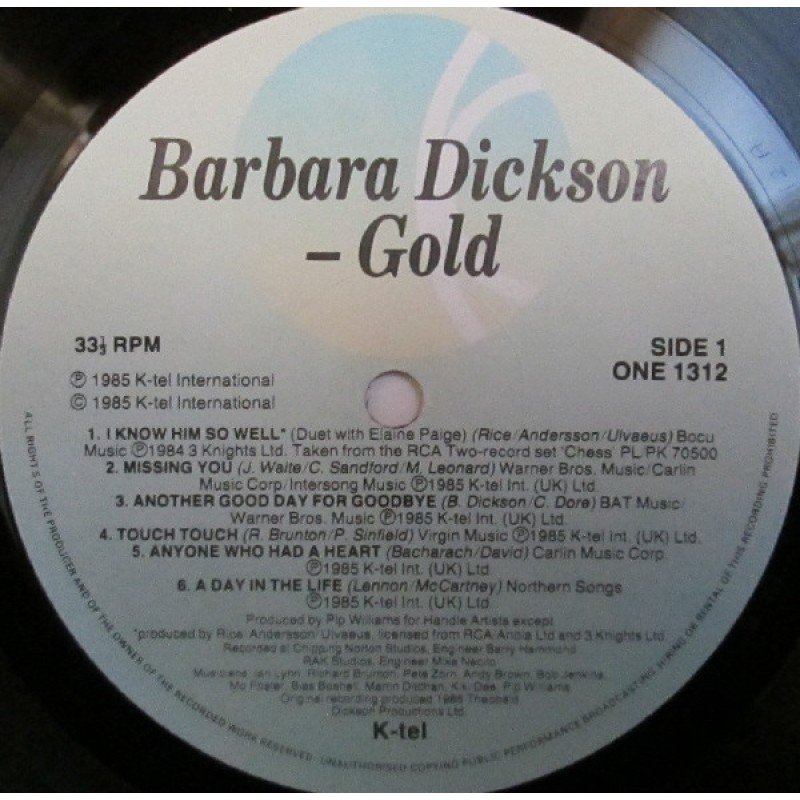 Barbara Dickson
– Gold
33⅓ RPM
SIDE 1
ONE 1312
℗ 1985 K-tel International
© 1985 K-tel International
1. I KNOW HIM SO WELL* (Duet with Elaine Paige) (Rice/Andersson/Ulvaeus) Bocu
Music ℗1984 3 Knights Ltd. Taken from the RCA Two-record set 'Chess' PL/PK 70500
2. MISSING YOU (J. Waite/C. Sandford/M. Leonard) Warner Bros. Music/Carlin
Music Corp/Intersong Music ℗1985 K-tel Int. (UK) Ltd
3. ANOTHER GOOD DAY FOR GOODBYE (B. Dickson/C. Dore) BAT Music/
Warner Bros. Music ℗1985 K-tel Int. (UK) Ltd
4. TOUCH TOUCH (R. Brunton/P. Sinfield) Virgin Music ℗1985 K-tel Int. (UK) Ltd.
5. ANYONE WHO HAD A HEART (Bacharach/David) Carlin Music Corp.
℗1985 K-tel Int. (UK) Ltd
6. A DAY IN THE LIFE (Lennon/McCartney) Northern Songs
℗1985 K-tel Int. (UK) Ltd
Produced by Pip Williams for Handle Artists except
*produced by Rice/Andersson/Ulvaeus, licensed from RCA/Ariola Ltd and 3 Knights Ltd.
Recorded at Chipping Norton Studios, Engineer Barry Hammond
RAK Studios, Engineer
Musicians: Ian Lynn, Richard Brunton, Pete Zorn, Andy Brown, Bob Jenkins,
Mo Foster, Martin Ditcham, Pip Williams
Original recording produced
Dickson Productions Ltd.
K-tel
ALL RIGHTS OF THE PRODUCER AND OF THE OWNER OF THE RECORDED WORK RESERVED. UNAUTHORISED COPYING PUBLIC PERFORMANCE BROADCASTING HIRING OR RENTAL OF THIS RECORDING PROHIBITED